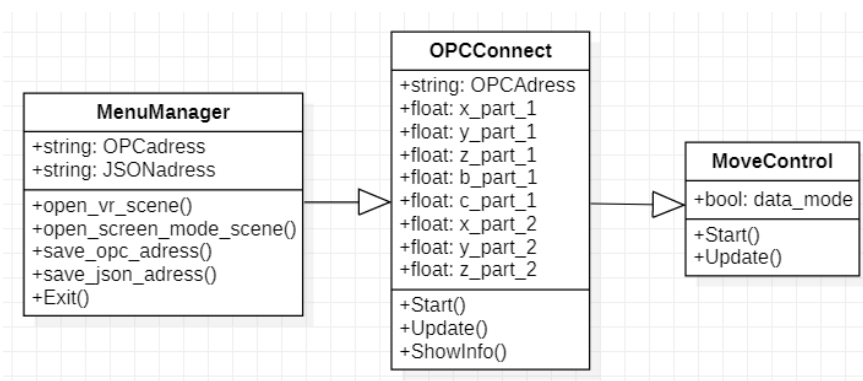 MenuManager
+string: OPCadress
+string: JSONadress
+open_vr_scene()
+open_screen_mode_scene()
+save_opc_adress()
+save_json_adress()
+Exit()
OPCConnect
+string: OPCAdress
+float: x_part_1
+float: y_part_1
+float: z_part_1
+float: b_part_1
+float: c_part_1
+float: x_part_2
+float: y_part_2
+float: z_part_2
+Start()
+Update()
+ShowInfo()
MoveControl
+bool: data_mode
+Start()
+Update()